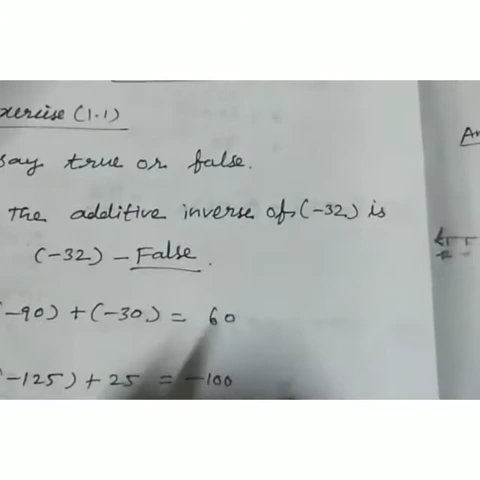 xercise (1.1)
say true or false.
The additive inverse of (-32) is
(-32) - False.
-90) + (-30) = 60
-125) + 25 = -100